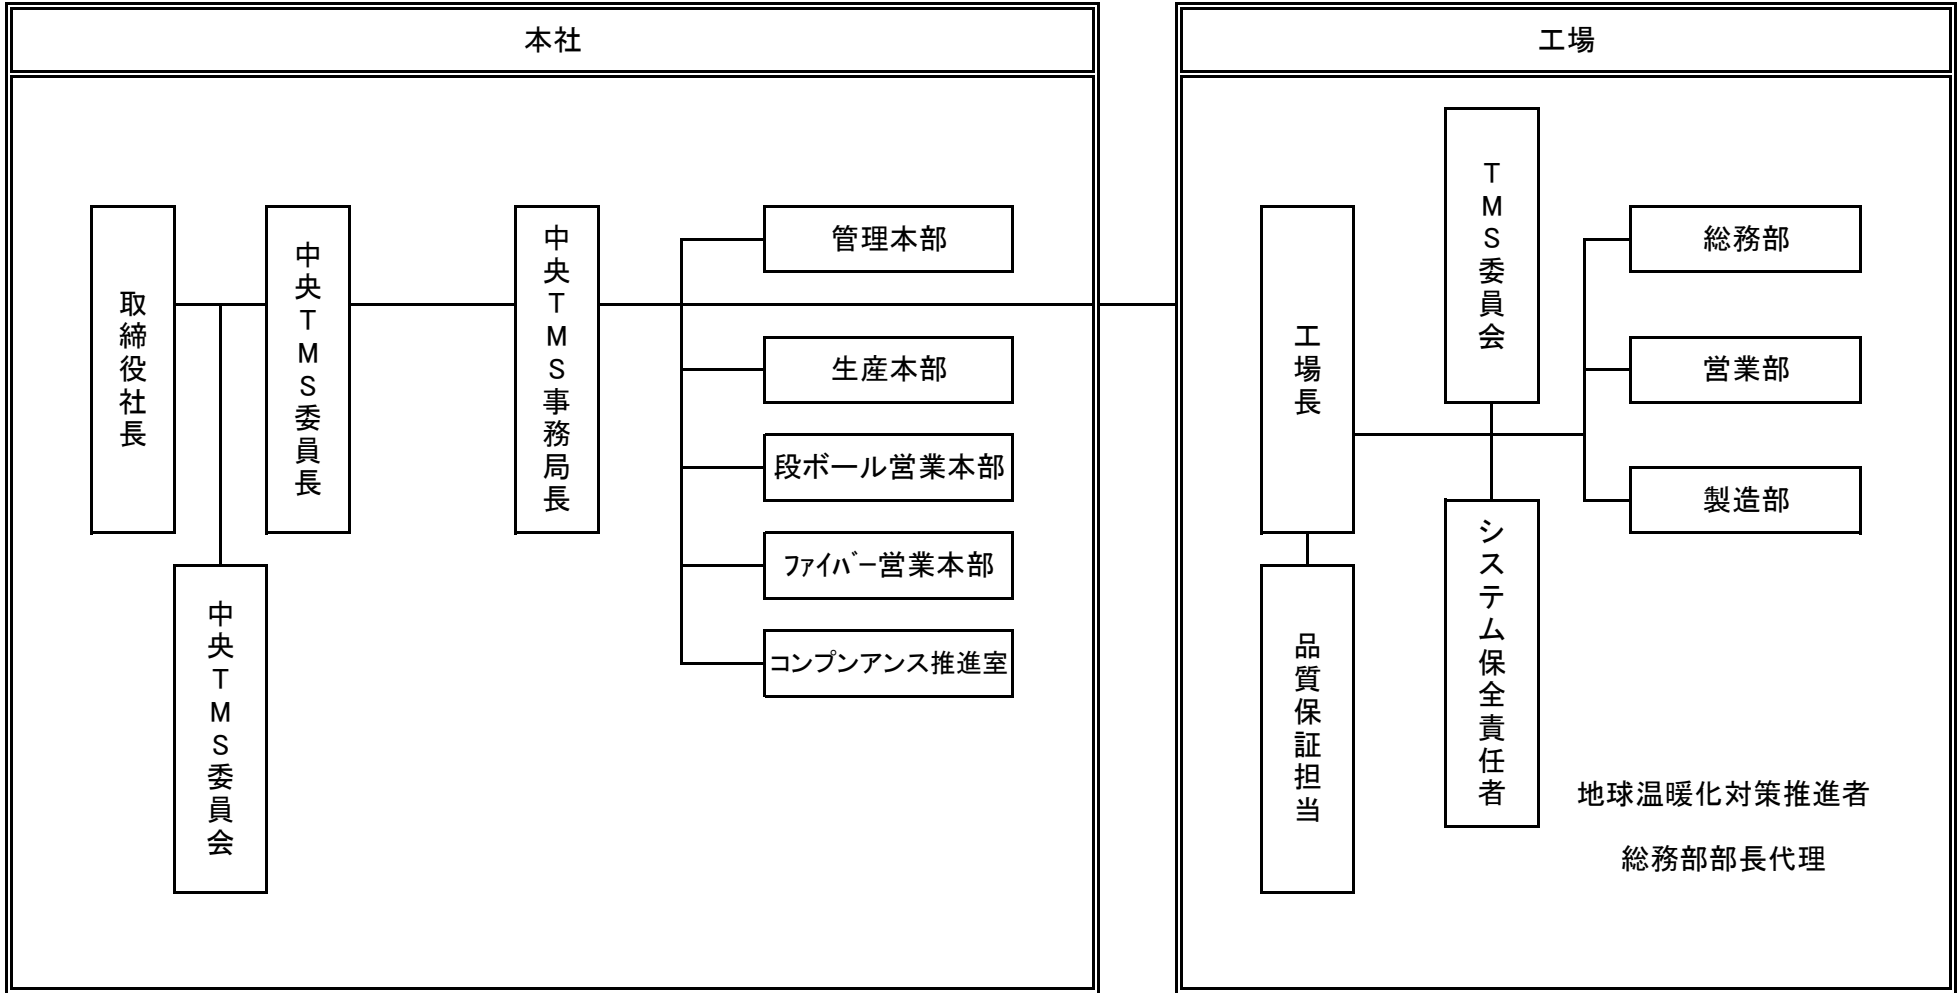 本社
取締役社長
中央TMS委員長
中央TMS委員会
中央TMS事務局長
管理本部
生産本部
段ボール営業本部
ﾌｧｲﾊﾞｰ営業本部
コンプンアンス推進室
工場
工場長
品質保証担当
TMS委員会
システム保全責任者
総務部
営業部
製造部
地球温暖化対策推進者
総務部部長代理